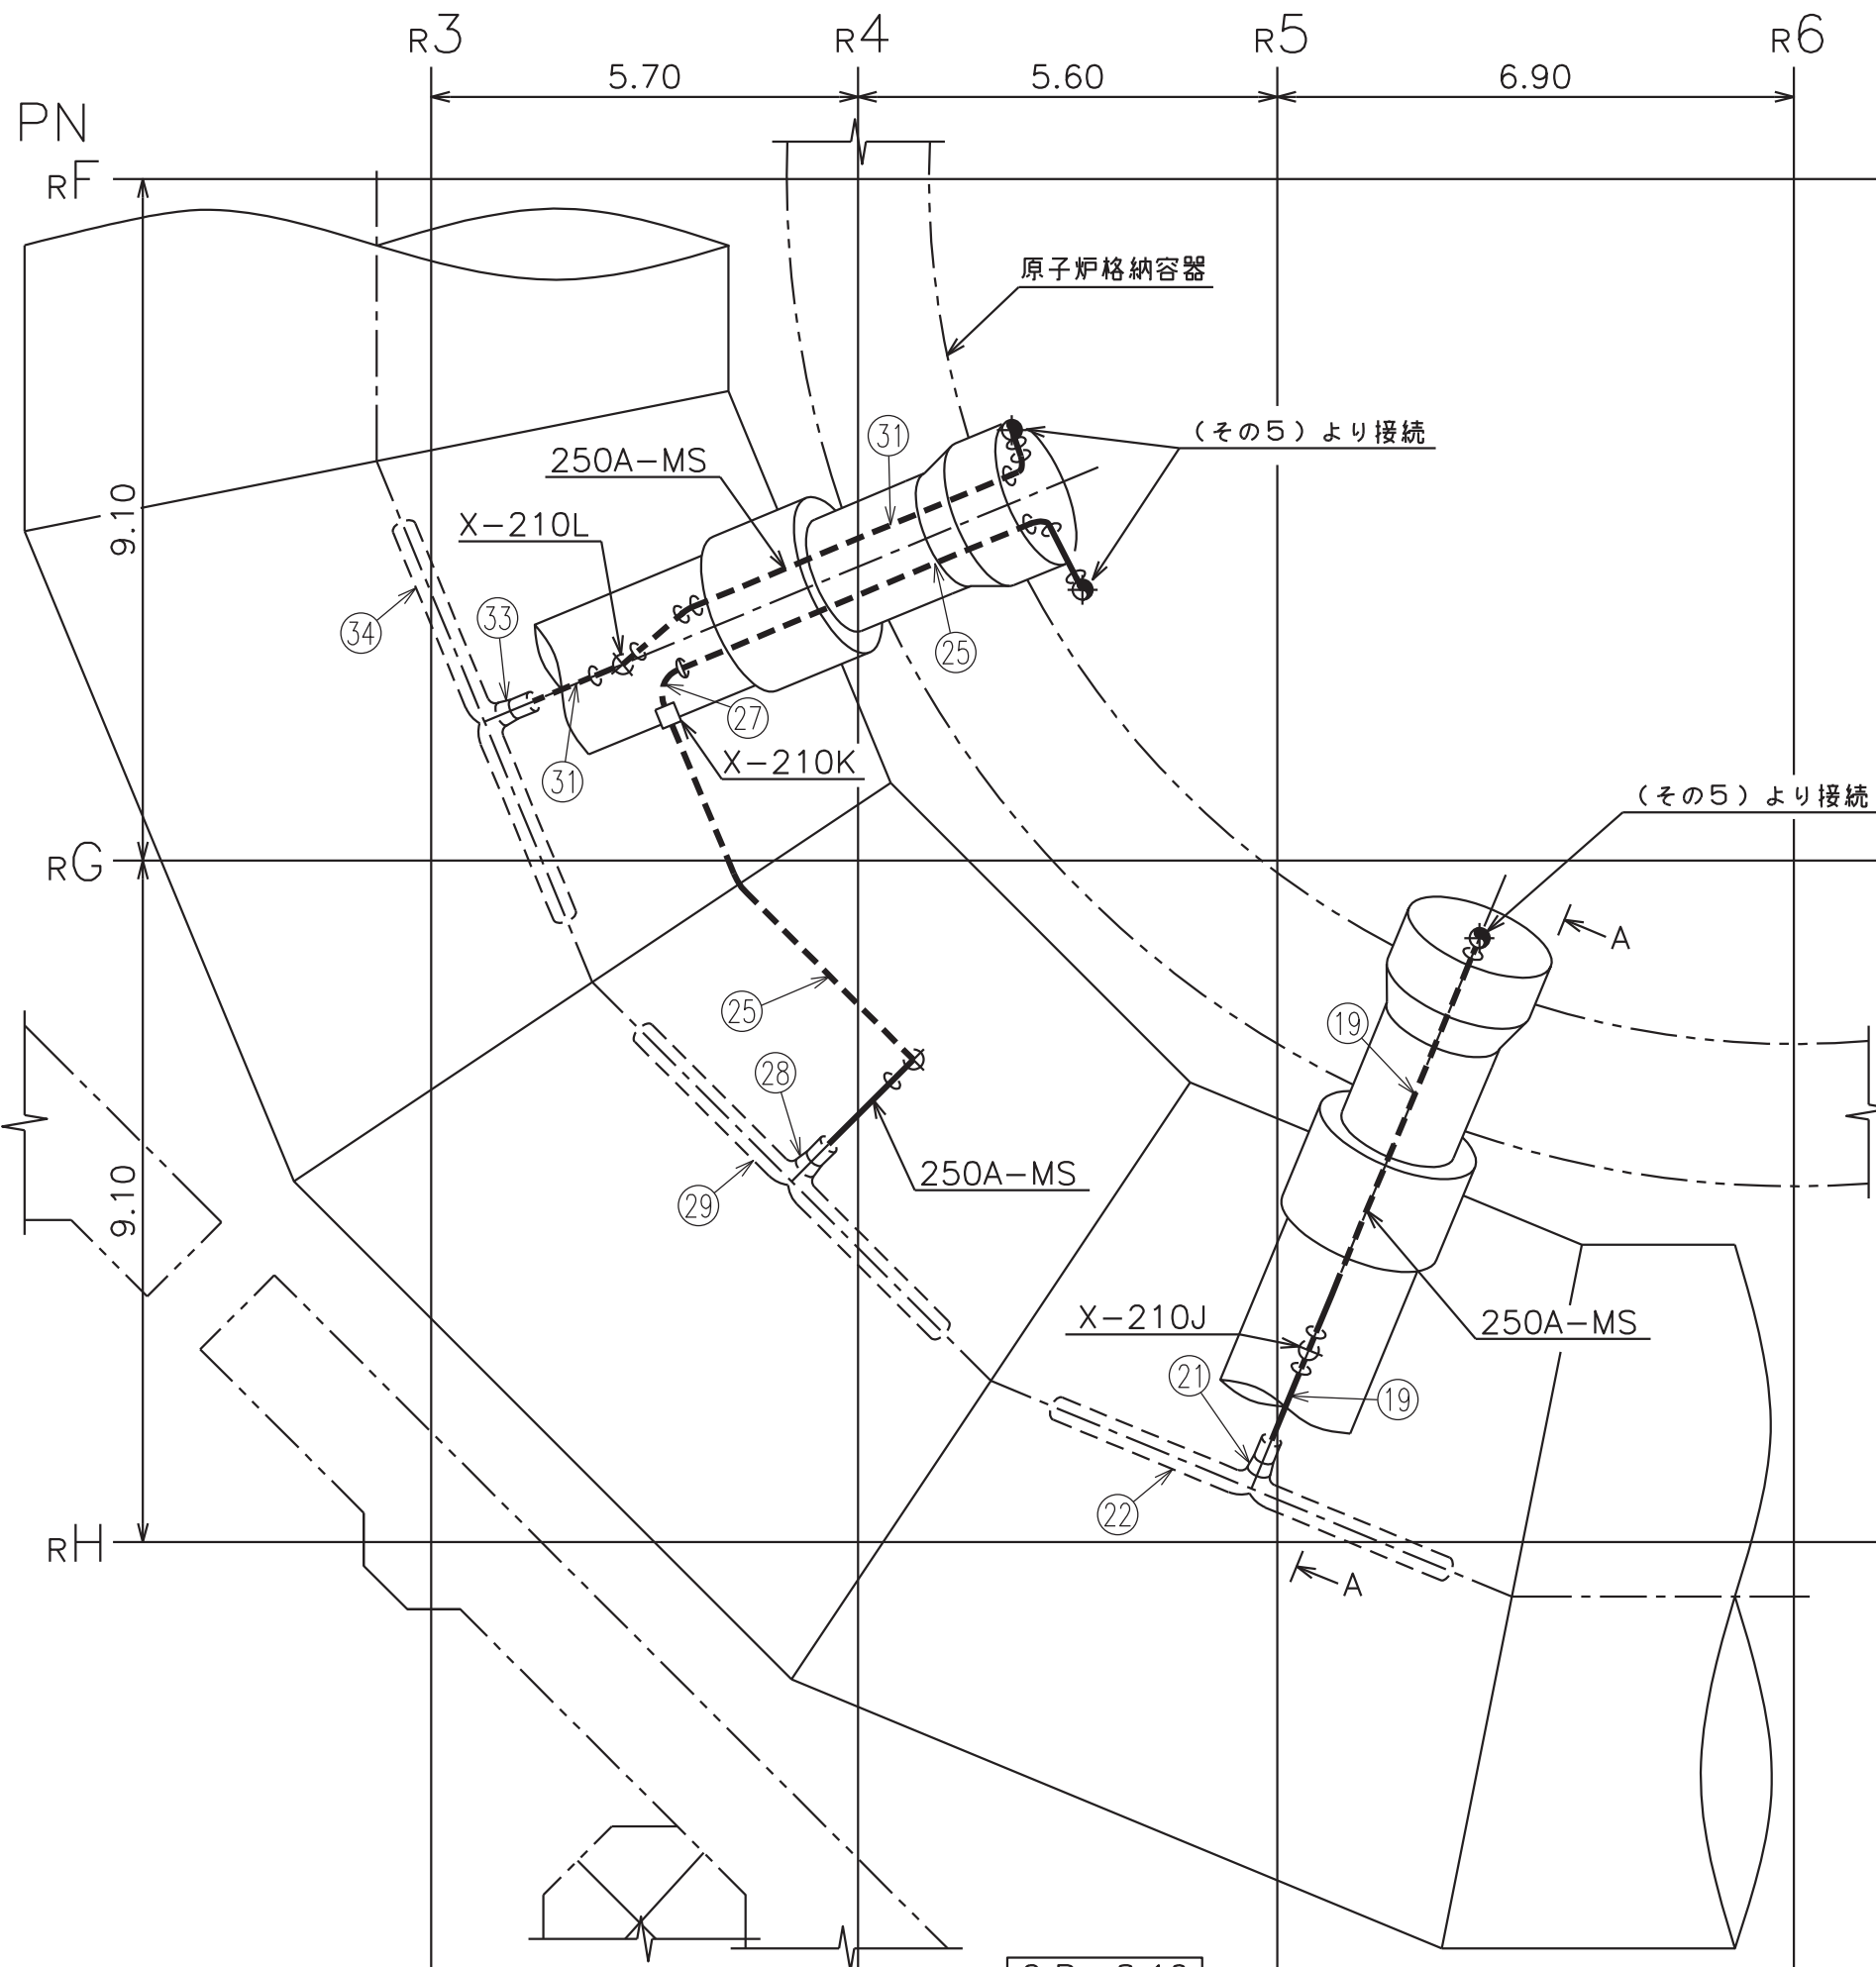 R3 R4 R5 R6
5.70 5.60 6.90
PN
RF
原子炉格納容器
31
(その5)より接続
250A-MS
9.10
X-210L
33
34
25
27
X-210K
31
(その5)より接続
RG
A
25
19
28
250A-MS
29
9.10
X-210J
250A-MS
21
19
22
RH
A